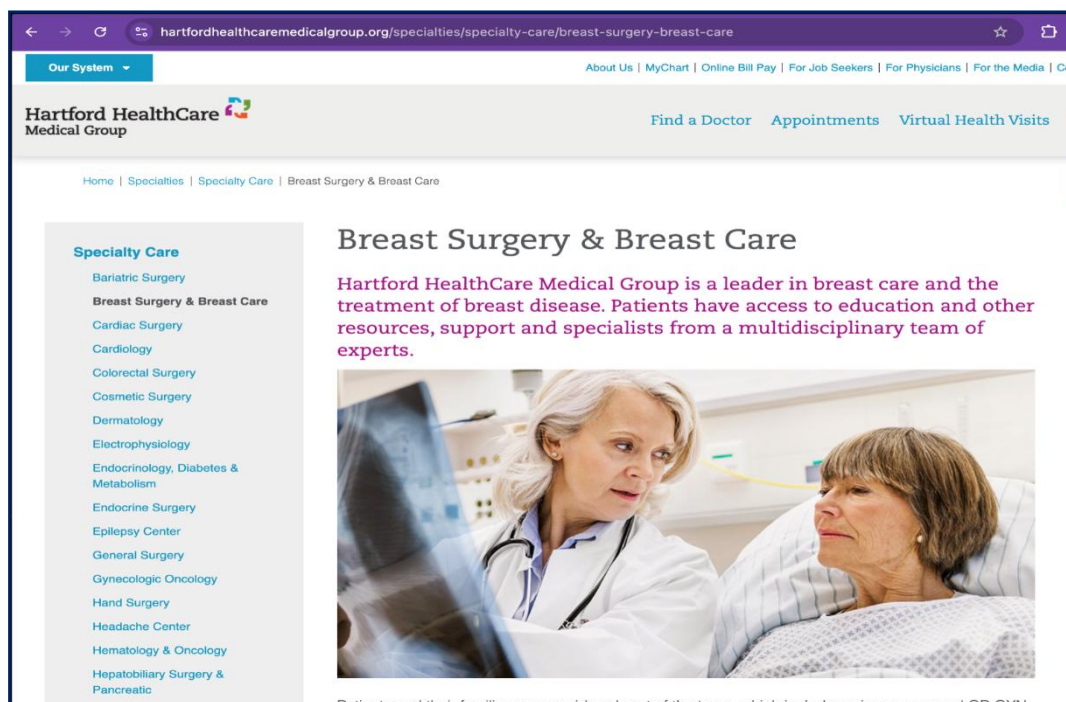 hartfordhealthcaremedicalgroup.org/specialties/specialty-care/breast-surgery-breast-care
Our System
About Us | MyChart | Online Bill Pay | For Job Seekers | For Physicians | For the Media |
Hartford HealthCare
Medical Group
Find a Doctor Appointments Virtual Health Visits
Home | Specialties | Specialty Care | Breast Surgery & Breast Care
Specialty Care
Bariatric Surgery
Breast Surgery & Breast Care
Cardiac Surgery
Cardiology
Colorectal Surgery
Cosmetic Surgery
Dermatology
Electrophysiology
Endocrinology, Diabetes &
Metabolism
Endocrine Surgery
Epilepsy Center
General Surgery
Gynecologic Oncology
Hand Surgery
Headache Center
Hematology & Oncology
Hepatobiliary Surgery &
Pancreatic
Breast Surgery & Breast Care
Hartford HealthCare Medical Group is a leader in breast care and the
treatment of breast disease. Patients have access to education and other
resources, support and specialists from a multidisciplinary team of
experts.